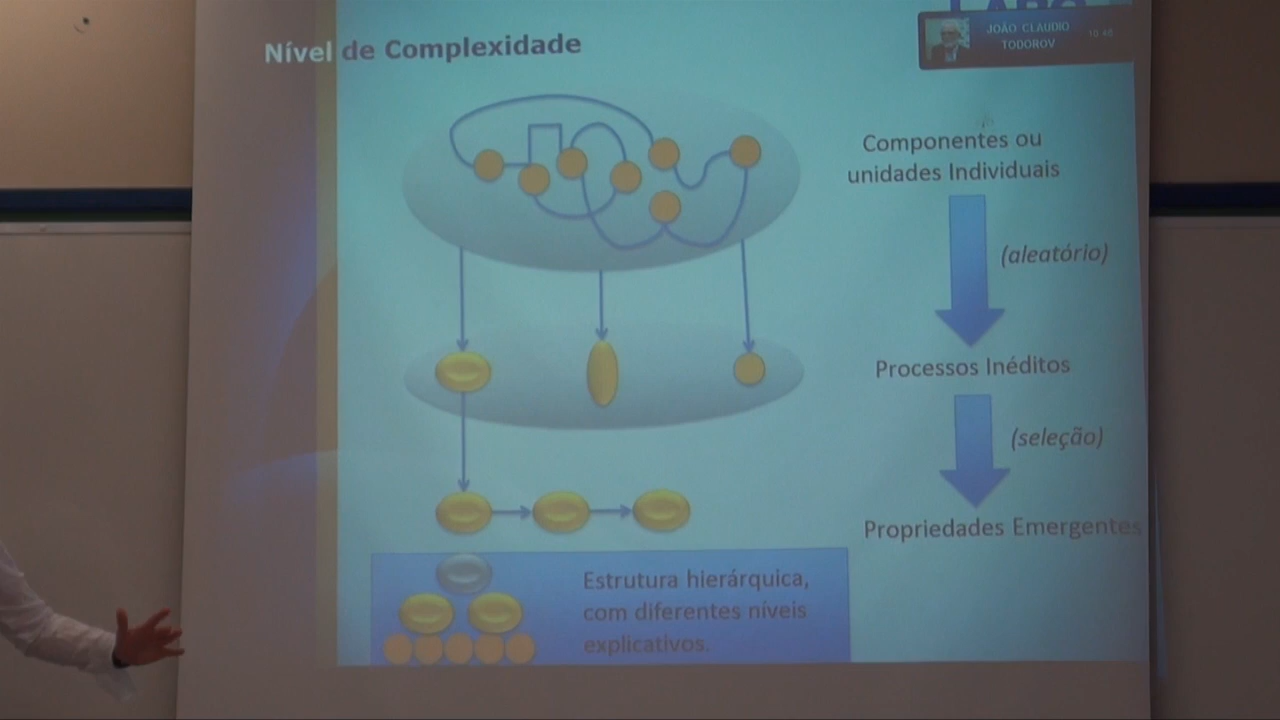 Nível de Complexidade
JOÃO CLAUDIO
TODOROV
Componentes ou
unidades Individuais
(aleatório)
Processos Inéditos
(seleção)
Propriedades Emergentes
Estrutura hierárquica,
com diferentes níveis
explicativos.